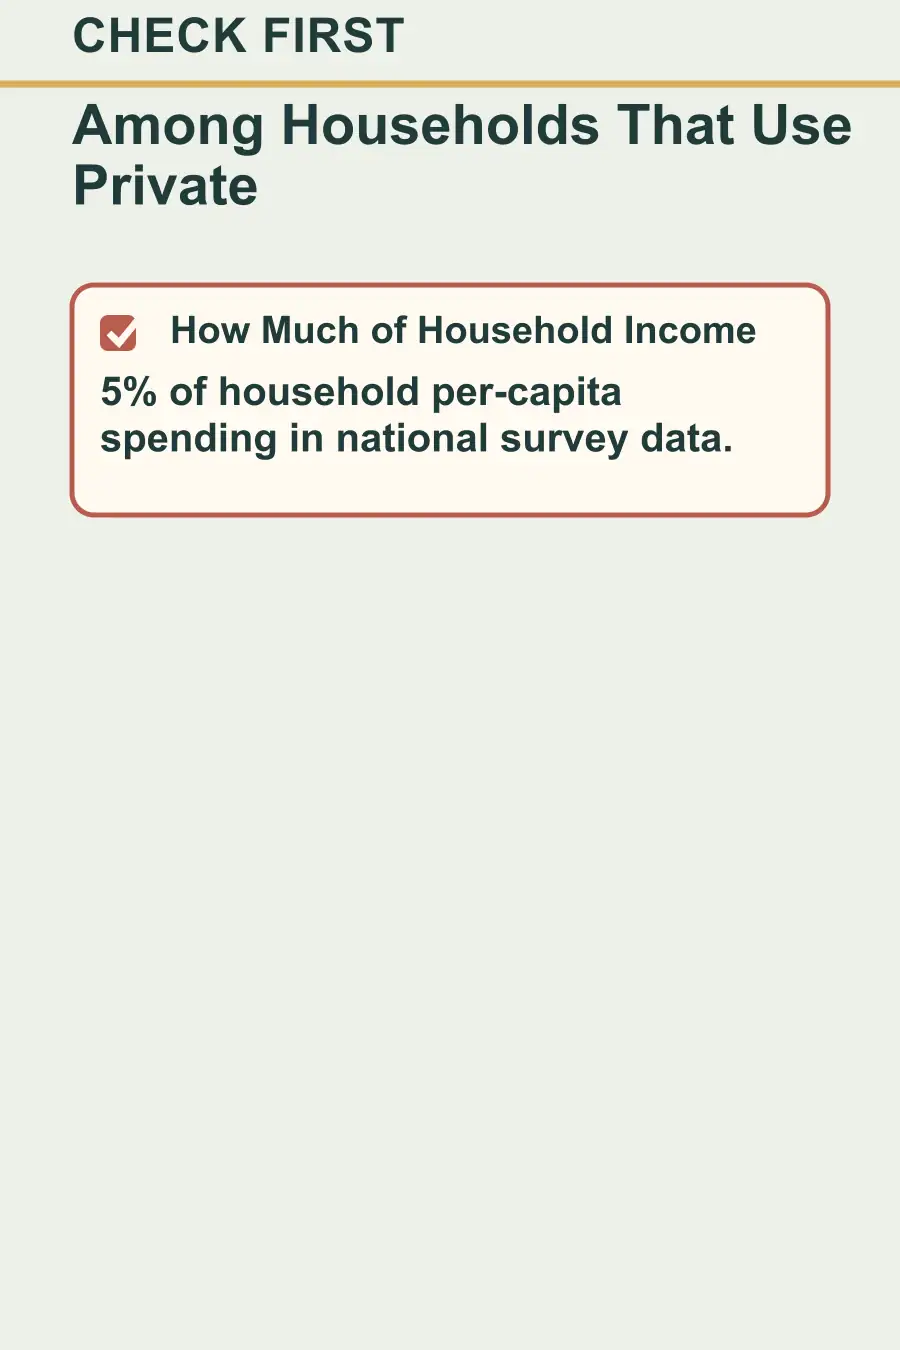 CHECK FIRST
Among Households That Use
Private
How Much of Household Income
5% of household per-capita
spending in national survey data.